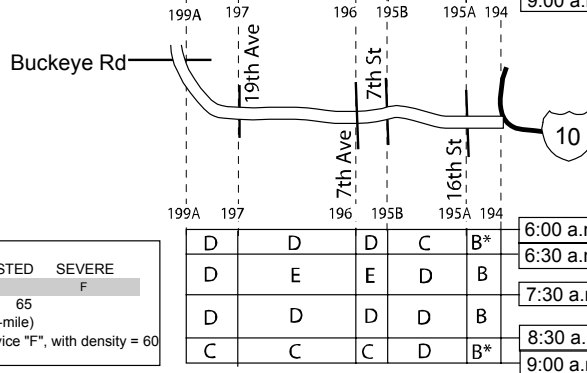 9:00 a.
199A 197 196 195B 195A 194
Buckeye Rd
19th Ave
7th St
7th Ave
16th St
10
199A 197 196 195B 195A 194
D D D C B*
D E E D B
D D D D B
C C C D B*
6:00 a.
6:30 a.
7:30 a.
8:30 a.
9:00 a.
STED SEVERE
F
65
-mile)
vice "F", with density = 60